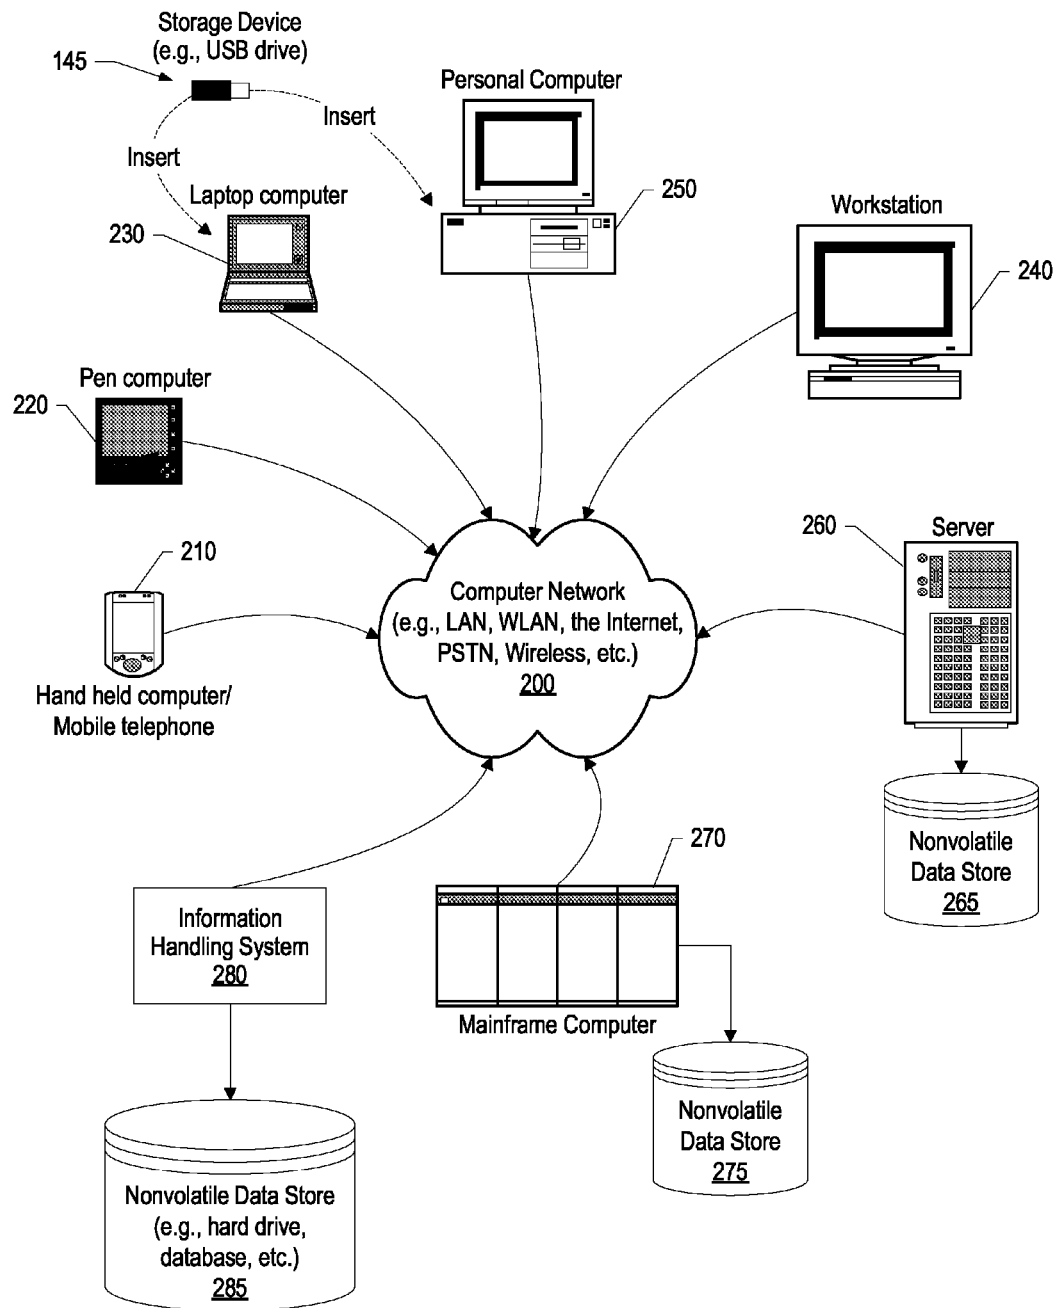 Storage Device
(e.g., USB drive)
145
Insert
Insert
Personal Computer
250
Laptop computer
230
Workstation
240
Pen computer
220
260
Server
210
Hand held computer/
Mobile telephone
Computer Network
(e.g., LAN, WLAN, the Internet,
PSTN, Wireless, etc.)
200
Nonvolatile
Data Store
265
270
Mainframe Computer
Information
Handling System
280
Nonvolatile
Data Store
275
Nonvolatile Data Store
(e.g., hard drive,
database, etc.)
285